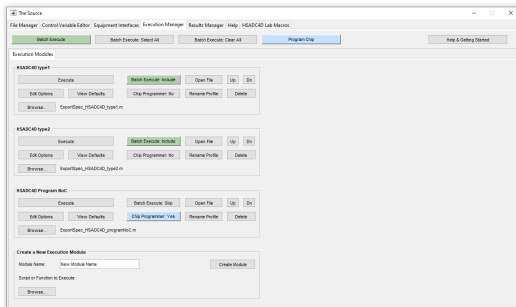 The Source
File Manager Control Variable Editor Equipment Interfaces Execution Manager Results Manager Help HSADC4D Lab Macros
Batch Execute Batch Execute: Select All Batch Execute: Clear All Program Chip Help & Getting Started
Execution Modules
HSADC4D type1
Execute Batch Execute: Include Open File Up Dn
Edit Options View Defaults Chip Programmer: No Rename Profile Delete
Browse... ExportSpec_HSADC4D_type1.m
HSADC4D type2
Execute Batch Execute: Include Open File Up Dn
Edit Options View Defaults Chip Programmer: No Rename Profile Delete
Browse... ExportSpec_HSADC4D_type2.m
HSADC4D Program NoC
Execute Batch Execute: Skip Open File Up Dn
Edit Options View Defaults Chip Programmer: Yes Rename Profile Delete
Browse... ExportSpec_HSADC4D_programNoC.m
Create a New Execution Module
Module Name: New Module Name Create Module
Script or Function to Execute:
Browse...